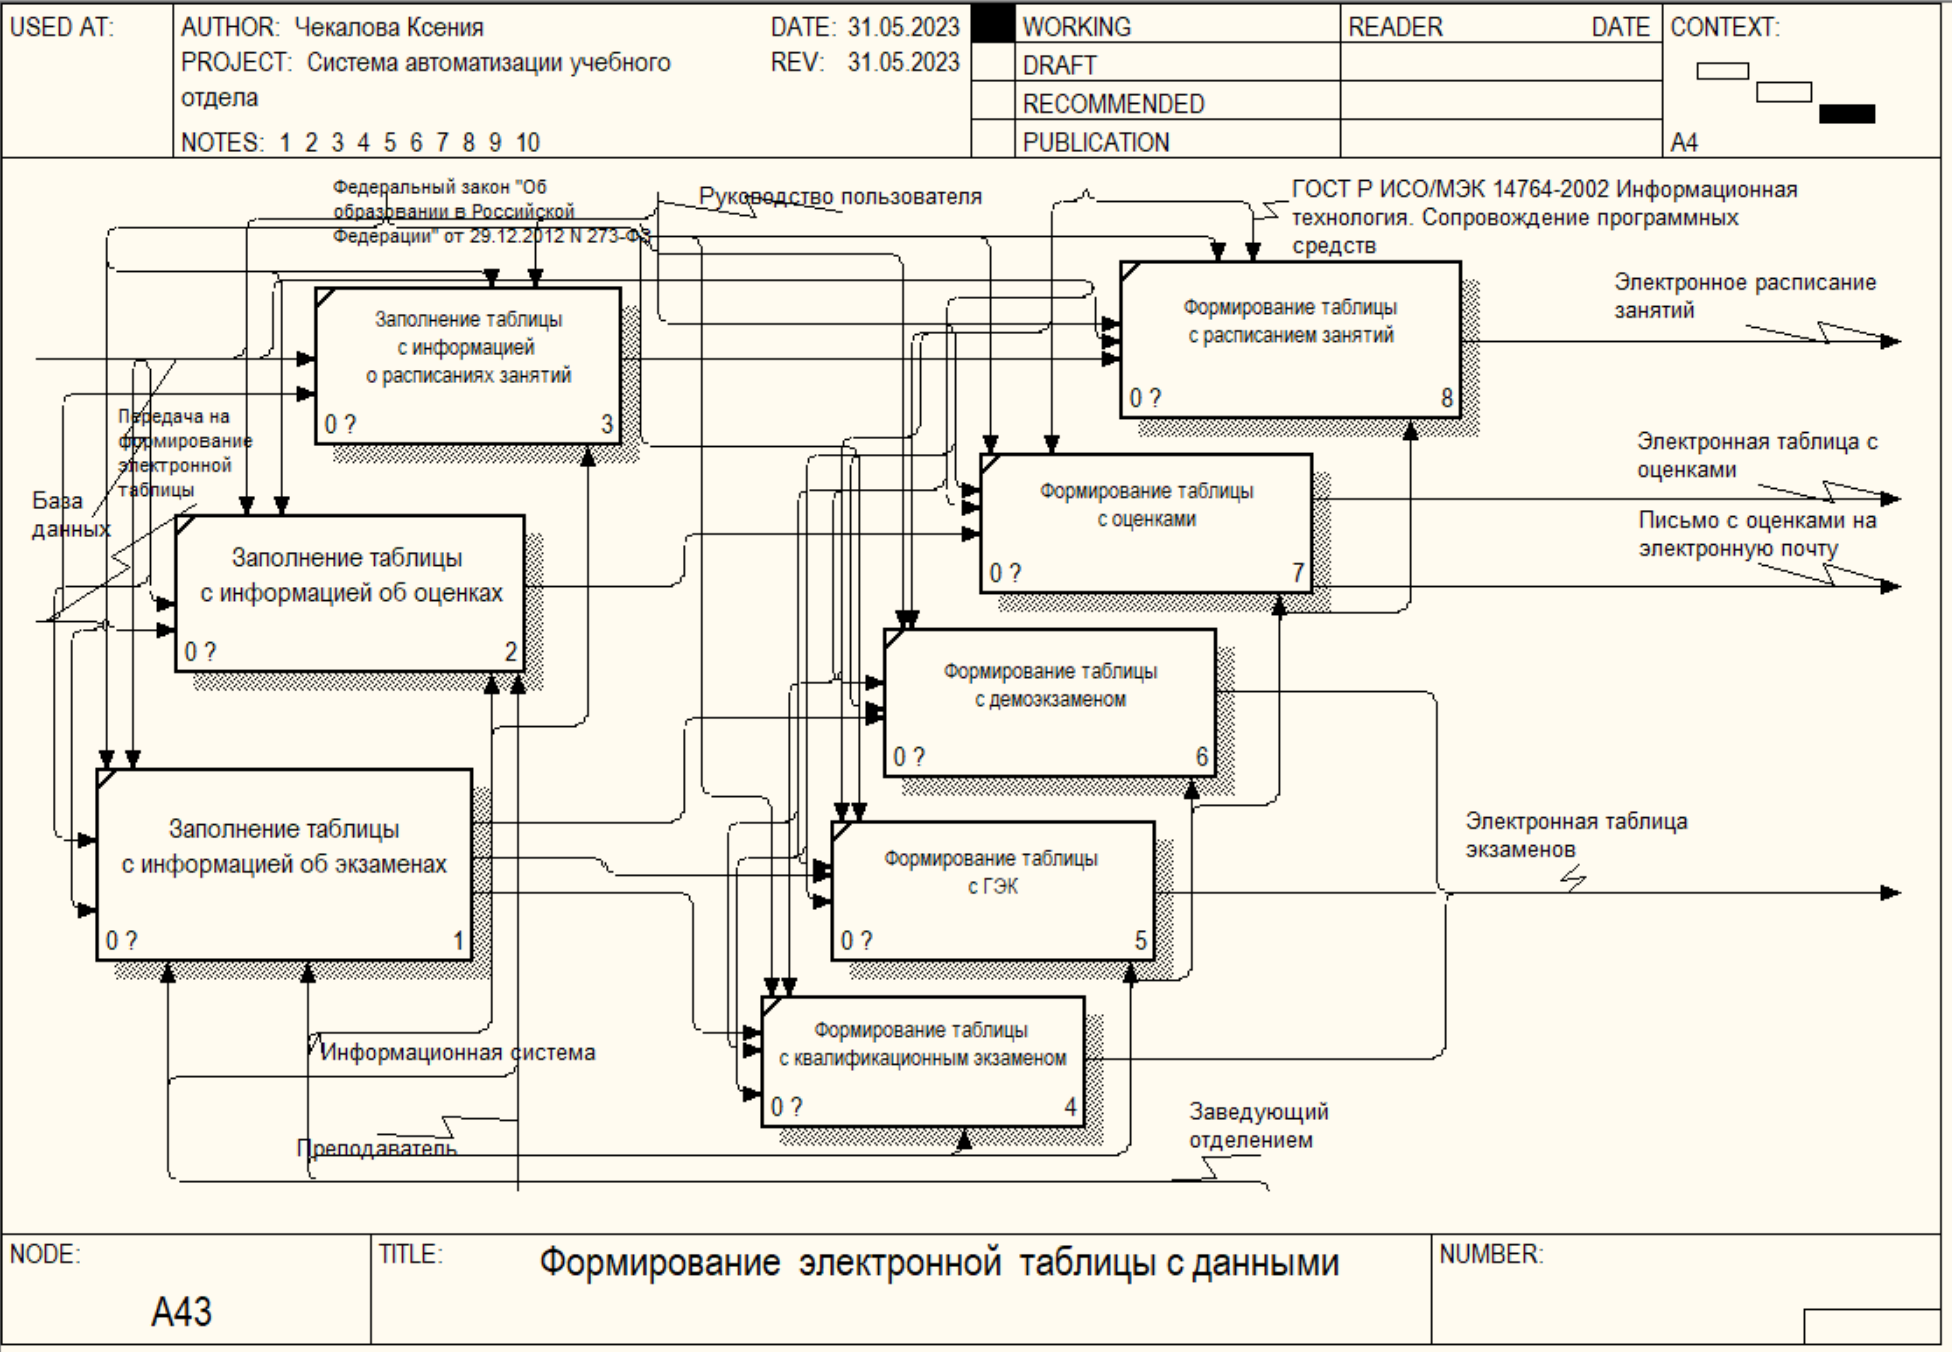 USED AT:
AUTHOR: Чекалова Ксения
DATE: 31.05.2023
PROJECT: Система автоматизации учебного
отдела
REV: 31.05.2023
NOTES: 1 2 3 4 5 6 7 8 9 10
WORKING
DRAFT
RECOMMENDED
PUBLICATION
READER
DATE
CONTEXT:
A4
Федеральный закон "Об
образовании в Российской
Федерации" от 29.12.2012 N 273-Ф
Руководство пользователя
ГОСТ Р ИСО/МЭК 14764-2002 Информационная
технология. Сопровождение программных
средств
Заполнение таблицы
с информацией
о расписаниях занятий
0 ?
3
Формирование таблицы
с расписанием занятий
0 ?
8
Электронное расписание
занятий
Передача на
формирование
электронной
таблицы
База
данных
Электронная таблица с
оценками
Формирование таблицы
с оценками
0 ?
7
Письмо с оценками на
электронную почту
Заполнение таблицы
с информацией об оценках
0 ?
2
Формирование таблицы
с демоэкзаменом
0 ?
6
Заполнение таблицы
с информацией об экзаменах
0 ?
1
Формирование таблицы
с ГЭК
0 ?
5
Электронная таблица
экзаменов
Формирование таблицы
с квалификационным экзаменом
0 ?
4
Информационная система
Преподаватель
Заведующий
отделением
NODE:
A43
TITLE:
Формирование электронной таблицы с данными
NUMBER: